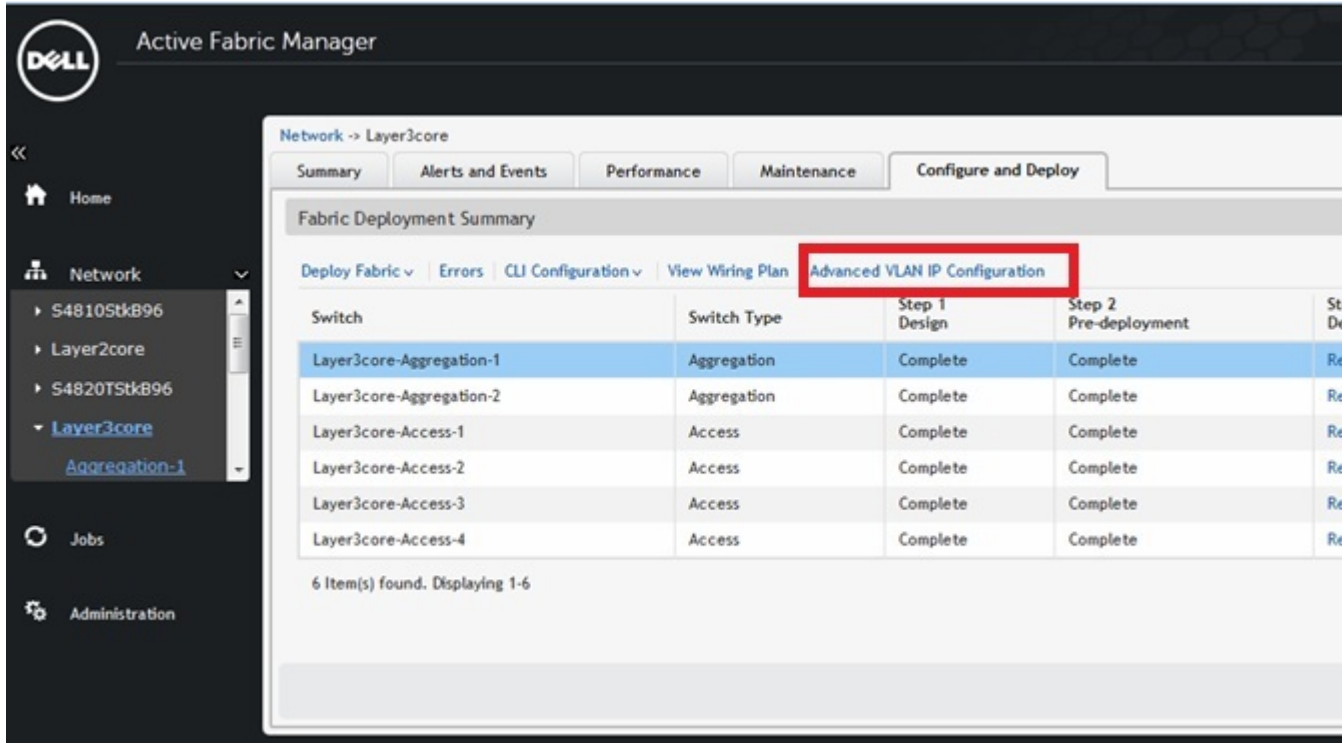 DELL
Active Fabric Manager
Home
Network
S4810StkB96
Layer2core
S4820TStkB96
Layer3core
Aggregation-1
Jobs
Administration
Network -> Layer3core
Summary Alerts and Events Performance Maintenance Configure and Deploy
Fabric Deployment Summary
Deploy Fabric Errors CLI Configuration View Wiring Plan Advanced VLAN IP Configuration
Switch Switch Type Step 1 Design Step 2 Pre-deployment
Layer3core-Aggregation-1 Aggregation Complete Complete
Layer3core-Aggregation-2 Aggregation Complete Complete
Layer3core-Access-1 Access Complete Complete
Layer3core-Access-2 Access Complete Complete
Layer3core-Access-3 Access Complete Complete
Layer3core-Access-4 Access Complete Complete
6 Item(s) found. Displaying 1-6